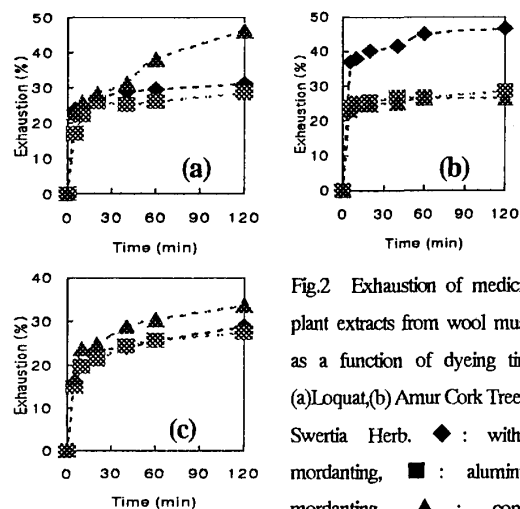 50
40
30
20
10
0
Exhaustion (%)
(a)
0 30 60 90 120
Time (min)
50
40
30
20
10
0
Exhaustion (%)
(b)
0 30 60 90 120
Time (min)
40
30
20
10
0
Exhaustion (%)
(c)
0 30 60 90 120
Time (min)
Fig.2 Exhaustion of medici
plant extracts from wool mus
as a function of dyeing tin
(a)Loquat,(b) Amur Cork Tree
Swertia Herb. ◆ : with
mordanting, ■ : alumin
mordanting ▲ : con